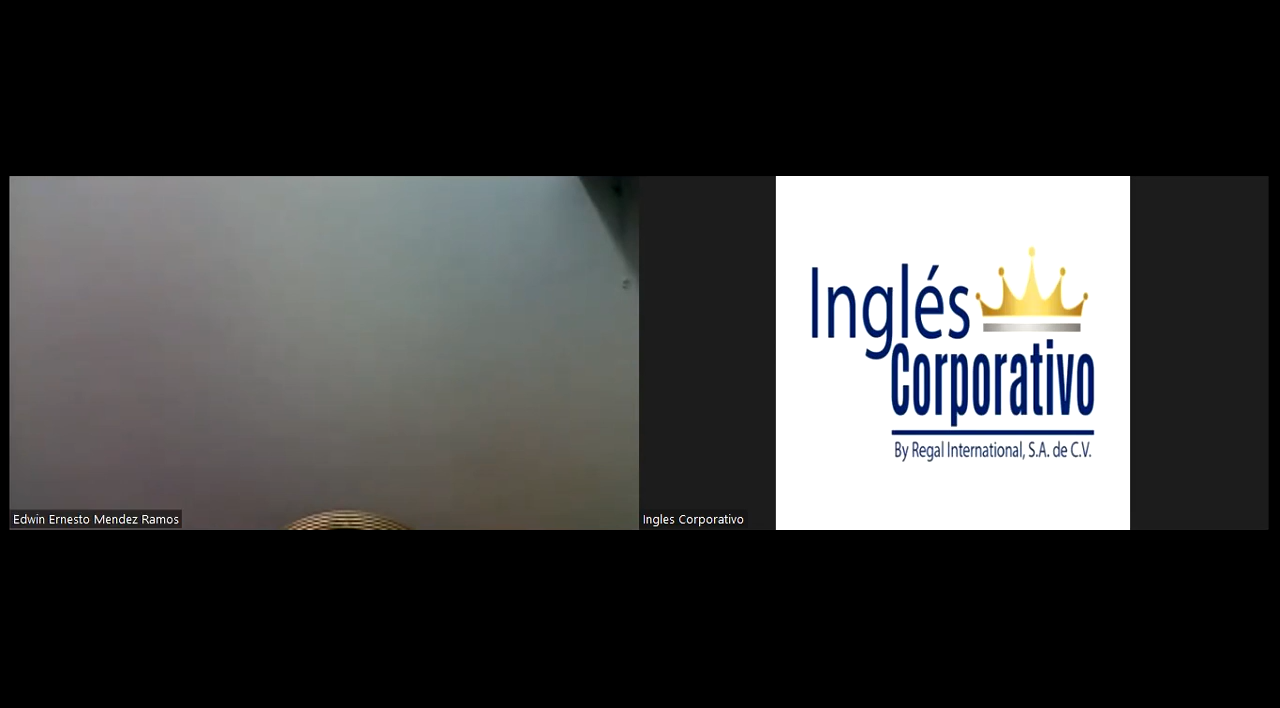 Inglés
Corporativo
By Regal International, S.A. de C.V.
Edwin Ernesto Mendez Ramos
Ingles Corporativo